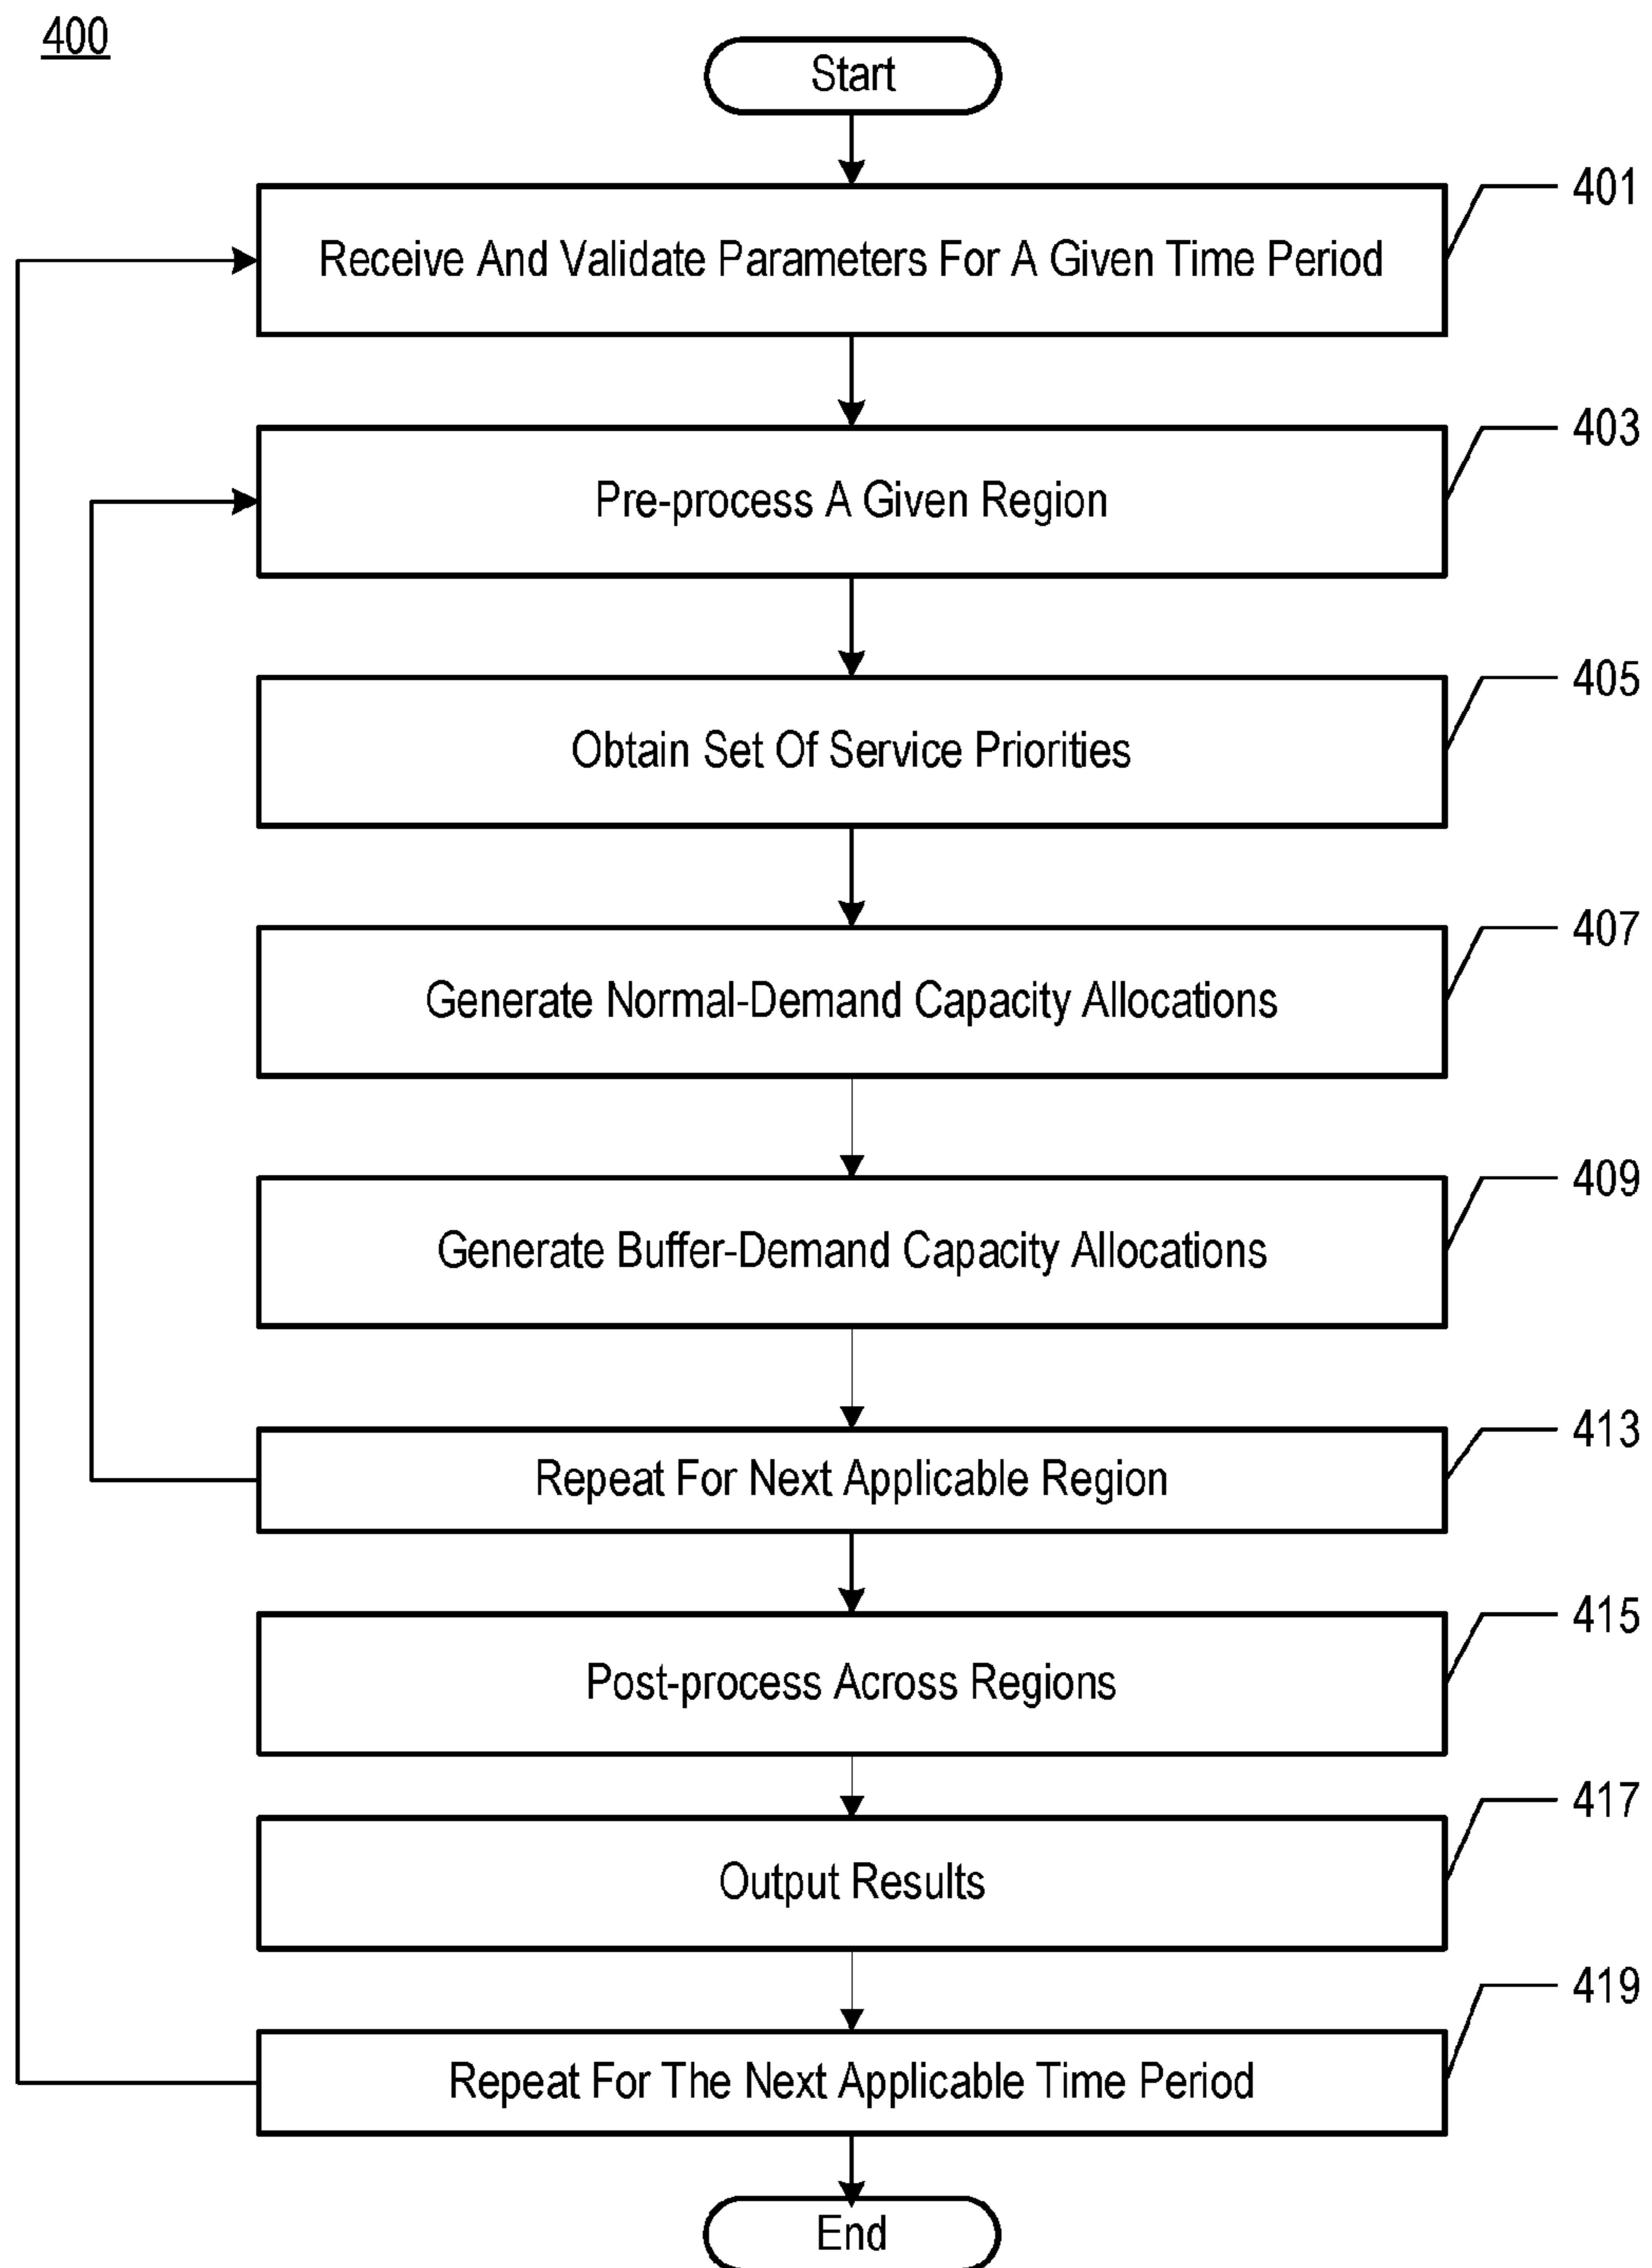 400
Start
401
Receive And Validate Parameters For A Given Time Period
403
Pre-process A Given Region
405
Obtain Set Of Service Priorities
407
Generate Normal-Demand Capacity Allocations
409
Generate Buffer-Demand Capacity Allocations
413
Repeat For Next Applicable Region
415
Post-process Across Regions
417
Output Results
419
Repeat For The Next Applicable Time Period
End